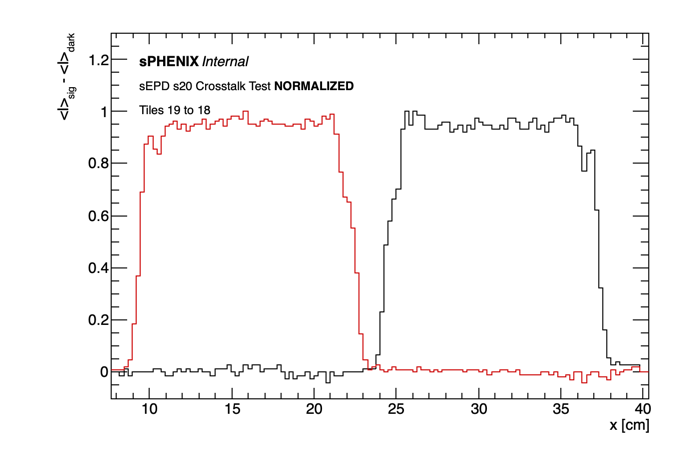 <I>sig - <I>dark
sPHENIX Internal
sEPD s20 Crosstalk Test NORMALIZED
Tiles 19 to 18
1.2
1
0.8
0.6
0.4
0.2
0
10 15 20 25 30 35 40
x [cm]